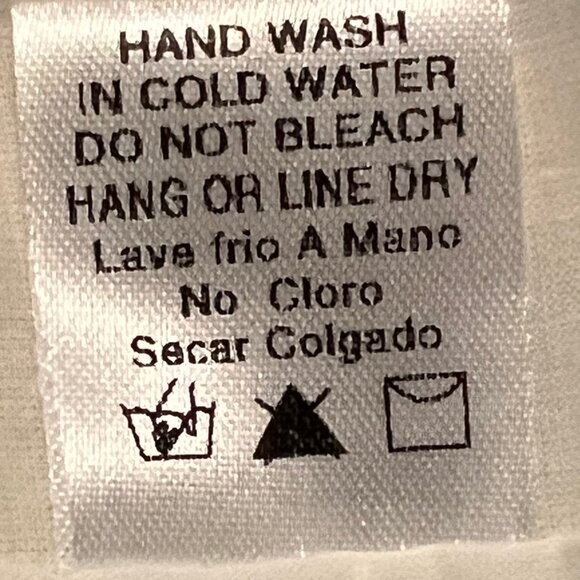 HAND WASH
IN COLD WATER
DO NOT BLEACH
HANG OR LINE DRY
Lave frio A Mano
No Cloro
Secar Colgado